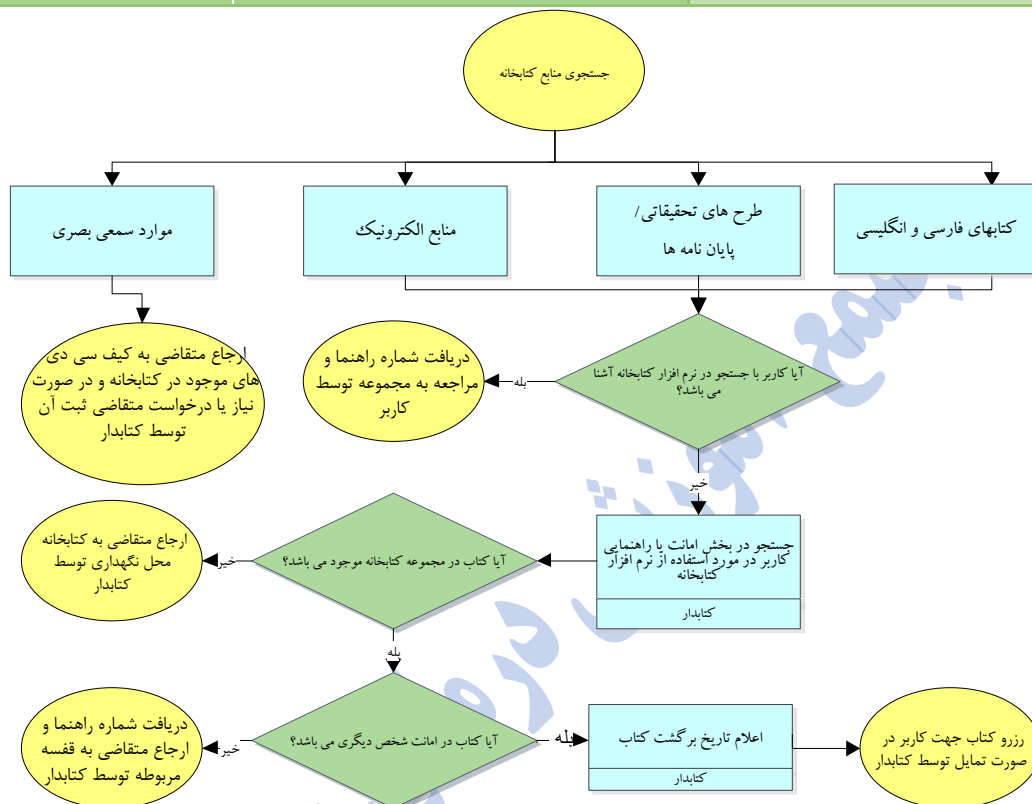 جستجوی منابع کتابخانه
کتابهای فارسی و انگلیسی
طرح های تحقیقاتی/
پایان نامه ها
منابع الکترونیک
موارد سمعی بصری
ارجاع متقاضی به کیف سی دی
های موجود در کتابخانه و در صورت
نیاز یا درخواست متقاضی ثبت آن
توسط کتابدار
آیا کاربر با جستجو در نرم افزار کتابخانه آشنا
می باشد؟
بله
دریافت شماره راهنما و
مراجعه به مجموعه توسط
کاربر
خیر
جستجو در بخش امانت یا راهنمایی
کاربر در مورد استفاده از نرم افزار
کتابخانه
کتابدار
آیا کتاب در مجموعه کتابخانه موجود می باشد؟
خیر
ارجاع متقاضی به کتابخانه
محل نگهداری توسط
کتابدار
بله
آیا کتاب در امانت شخص دیگری می باشد؟
خیر
دریافت شماره راهنما و
ارجاع متقاضی به قفسه
مربوطه توسط کتابدار
بله
اعلام تاریخ برگشت کتاب
کتابدار
رزرو کتاب جهت کاربر در
صورت تمایل توسط کتابدار